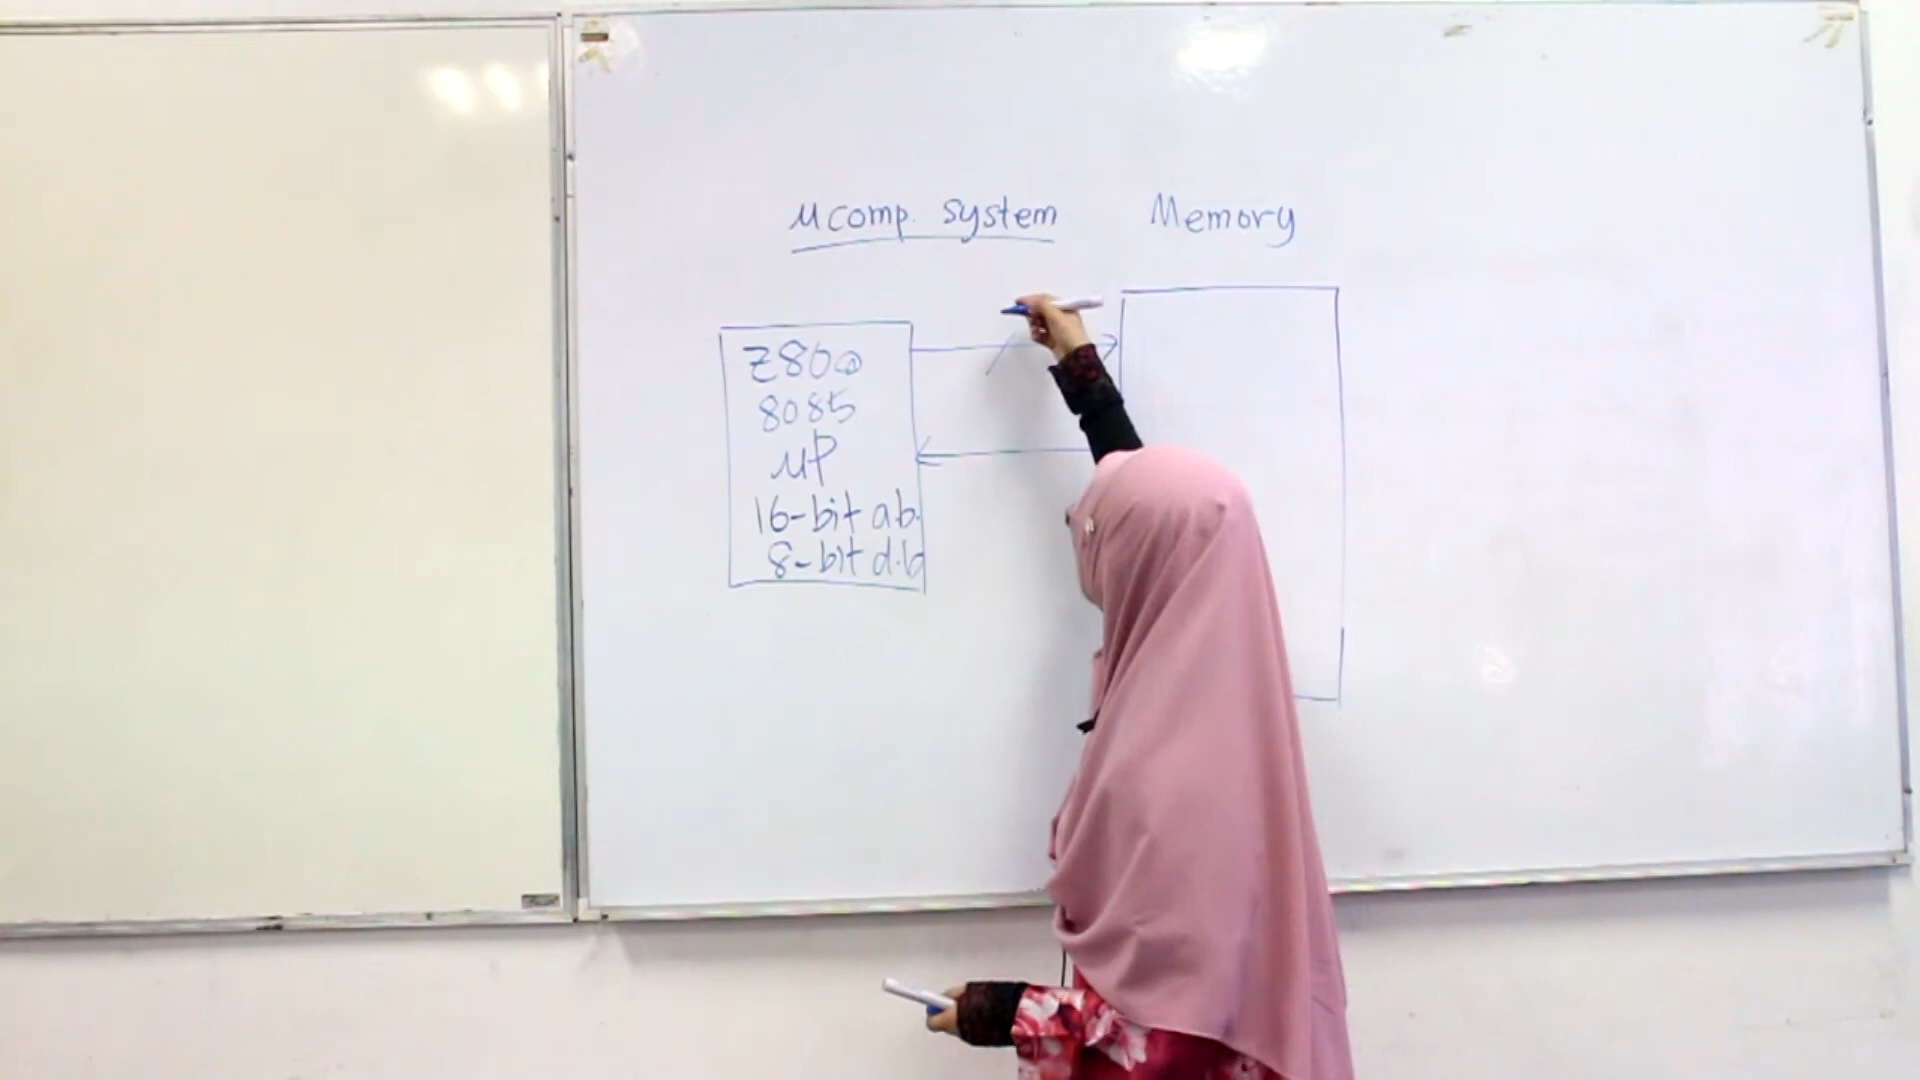 µcomp. system
Memory
Z80
8085
µP
16-bit a.b.
8-bit d.b